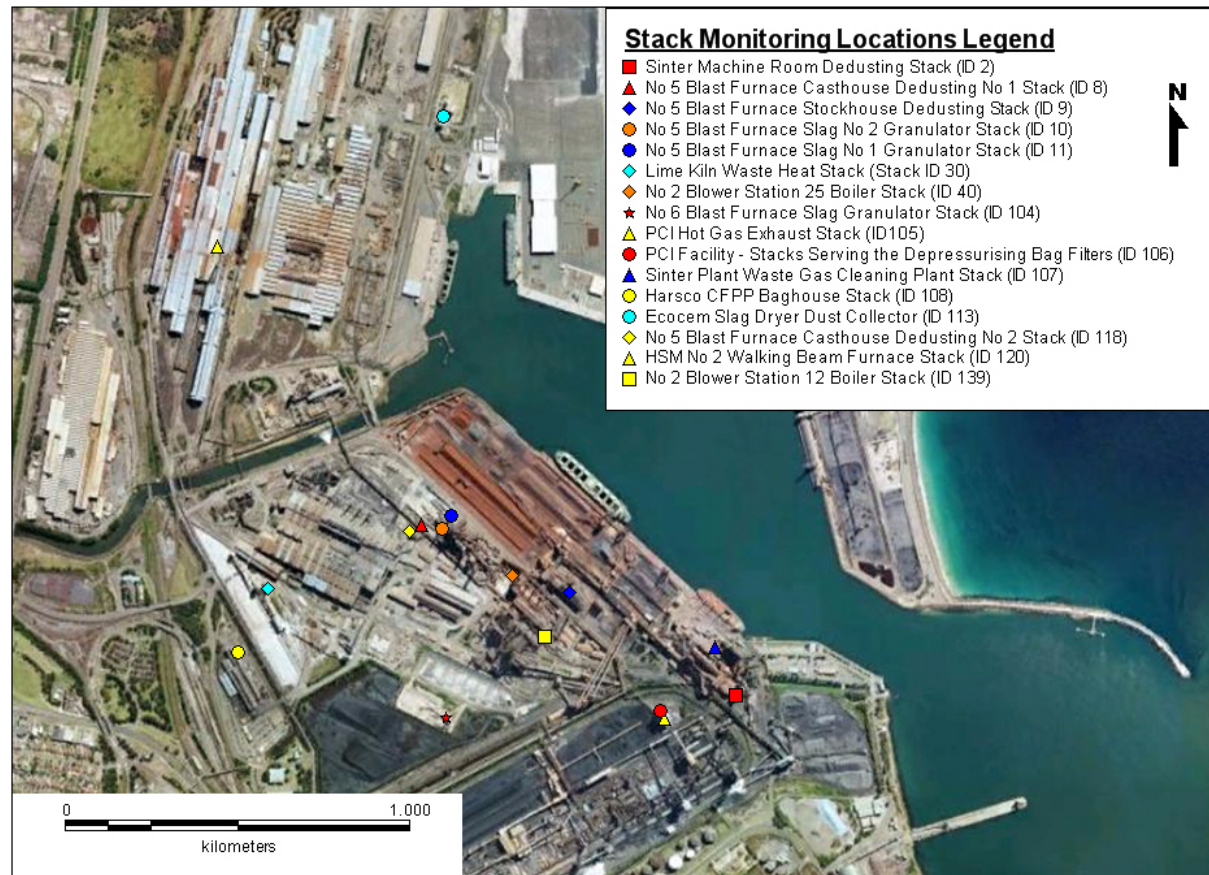 Stack Monitoring Locations Legend
Sinter Machine Room Dedusting Stack (ID 2)
No 5 Blast Furnace Casthouse Dedusting No 1 Stack (ID 8)
No 5 Blast Furnace Stockhouse Dedusting Stack (ID 9)
No 5 Blast Furnace Slag No 2 Granulator Stack (ID 10)
No 5 Blast Furnace Slag No 1 Granulator Stack (ID 11)
Lime Kiln Waste Heat Stack (Stack ID 30)
No 2 Blower Station 25 Boiler Stack (ID 40)
No 6 Blast Furnace Slag Granulator Stack (ID 104)
PCI Hot Gas Exhaust Stack (ID105)
PCI Facility - Stacks Serving the Depressurising Bag Filters (ID 106)
Sinter Plant Waste Gas Cleaning Plant Stack (ID 107)
Harsco CFPP Baghouse Stack (ID 108)
Ecocem Slag Dryer Dust Collector (ID 113)
No 5 Blast Furnace Casthouse Dedusting No 2 Stack (ID 118)
HSM No 2 Walking Beam Furnace Stack (ID 120)
No 2 Blower Station 12 Boiler Stack (ID 139)
N
0 1.000
kilometers